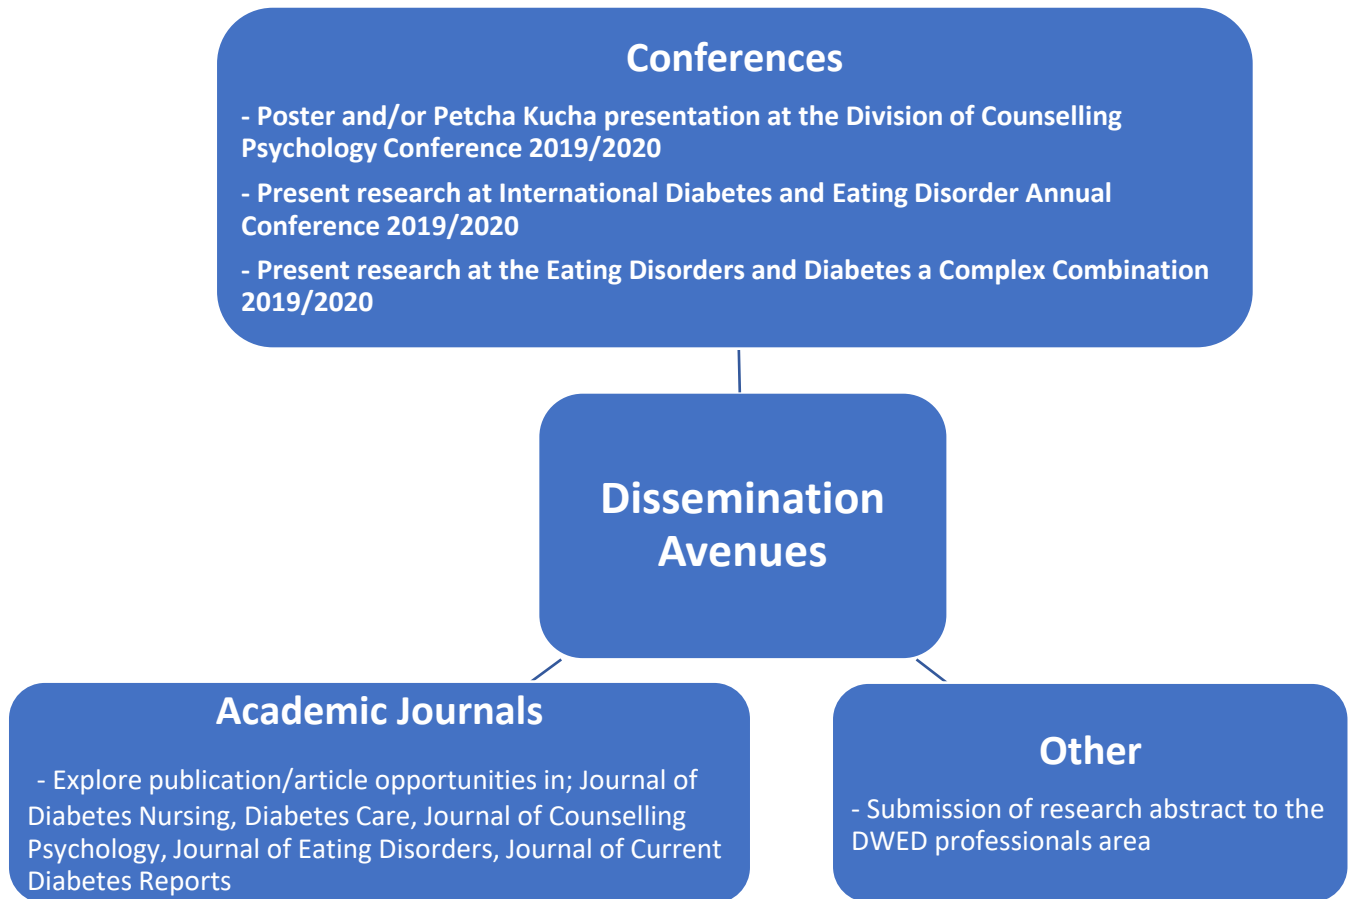 Conferences
- Poster and/or Petcha Kucha presentation at the Division of Counselling
Psychology Conference 2019/2020
- Present research at International Diabetes and Eating Disorder Annual
Conference 2019/2020
- Present research at the Eating Disorders and Diabetes a Complex Combination
2019/2020
Dissemination
Avenues
Academic Journals
- Explore publication/article opportunities in; Journal of
Diabetes Nursing, Diabetes Care, Journal of Counselling
Psychology, Journal of Eating Disorders, Journal of Current
Diabetes Reports
Other
- Submission of research abstract to the
DWED professionals area